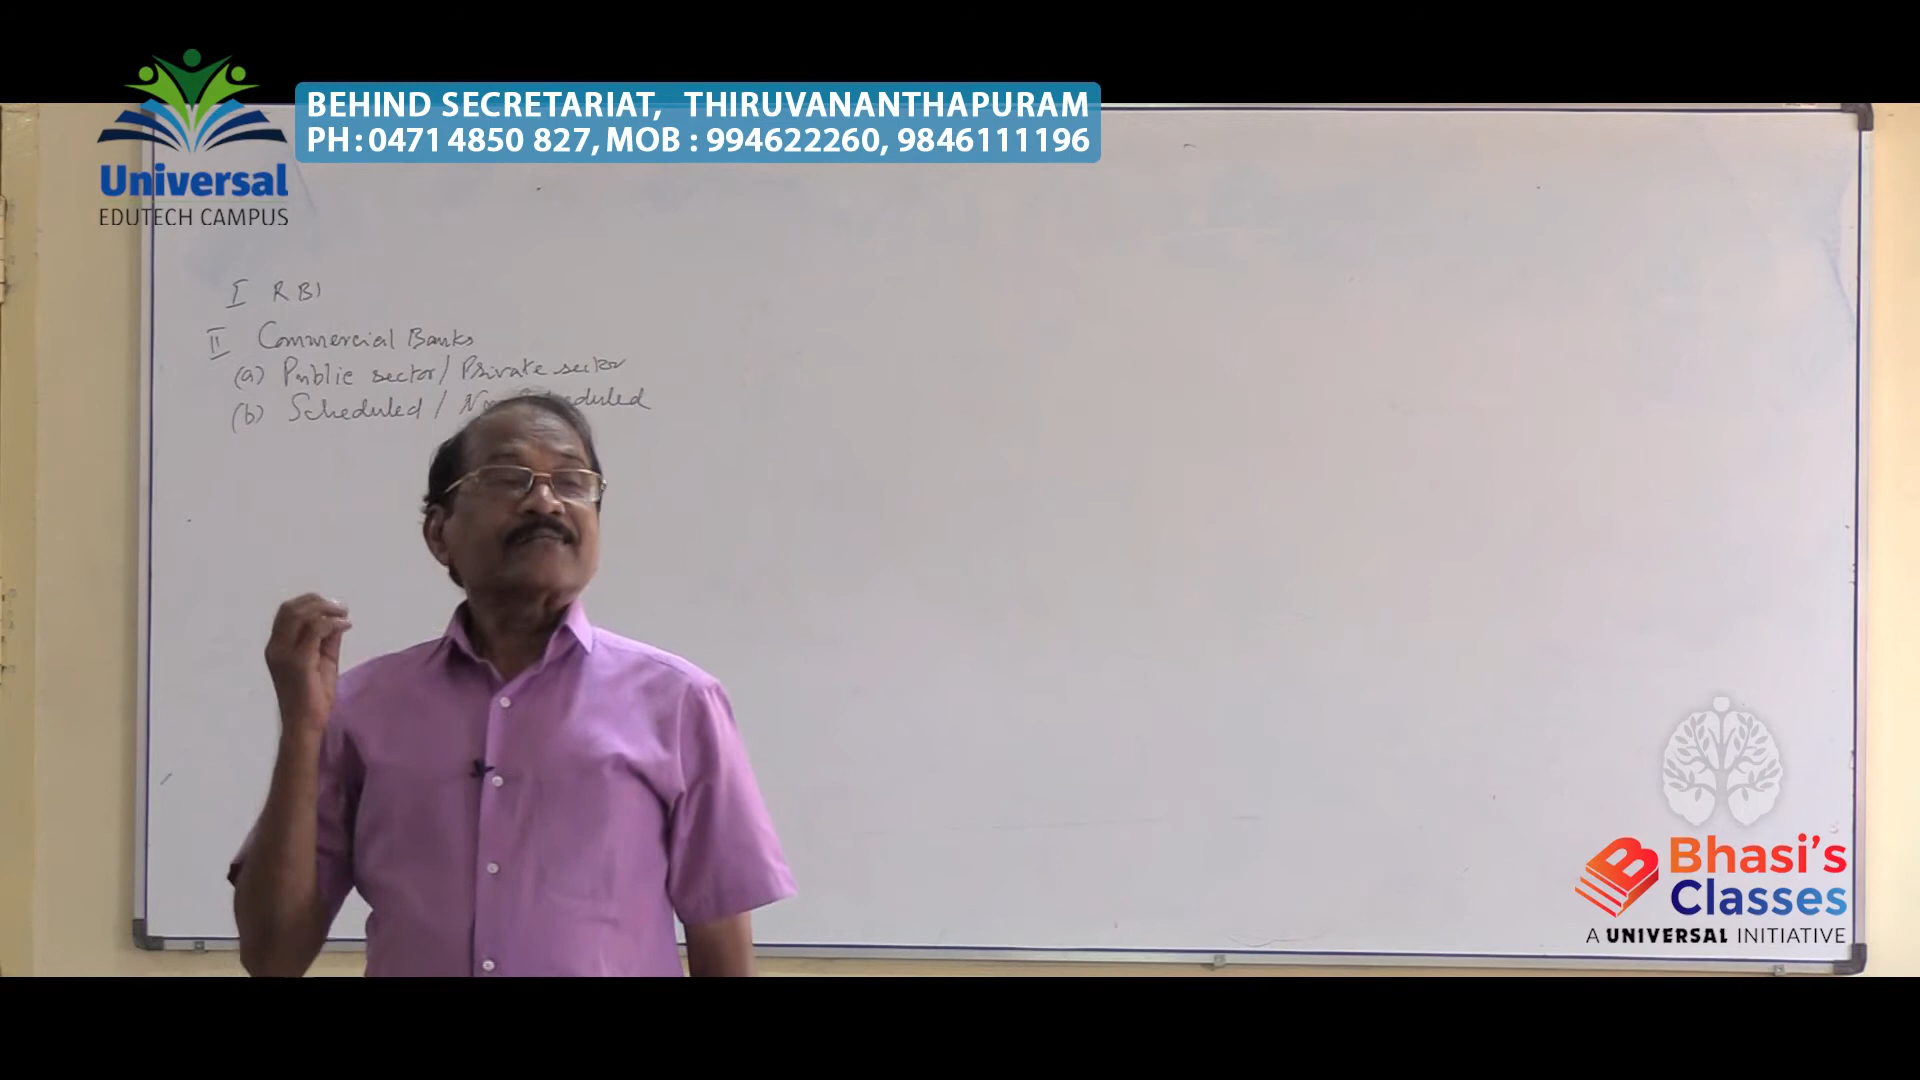 BEHIND SECRETARIAT, THIRUVANANTHAPURAM
PH : 0471 4850 827, MOB : 994622260, 9846111196
Universal
EDUTECH CAMPUS
I RBI
II Commercial Banks
(a) Public sector / Private sector
(b) Scheduled /
Bhasi's
Classes
A UNIVERSAL INITIATIVE